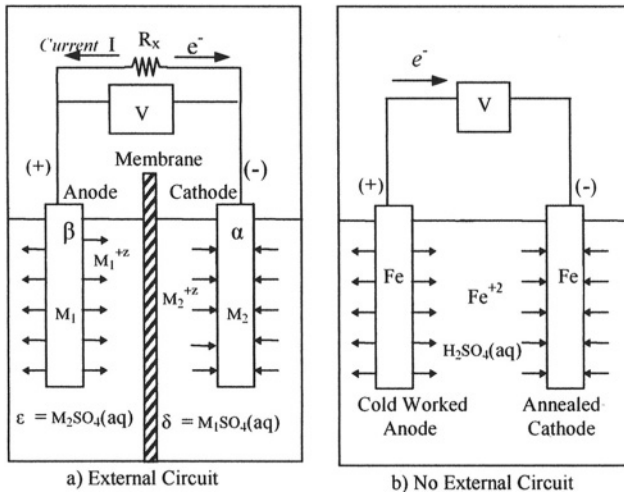 Current I
Rx
e-
V
Membrane
(+)
(-)
Anode
Cathode
β
α
M1+z
M2+z
M1
M2
ε = M2SO4(aq)
δ = M1SO4(aq)
a) External Circuit
e-
V
(+)
(-)
Fe
Fe+2
Fe
H2SO4(aq)
Cold Worked
Anode
Annealed
Cathode
b) No External Circuit